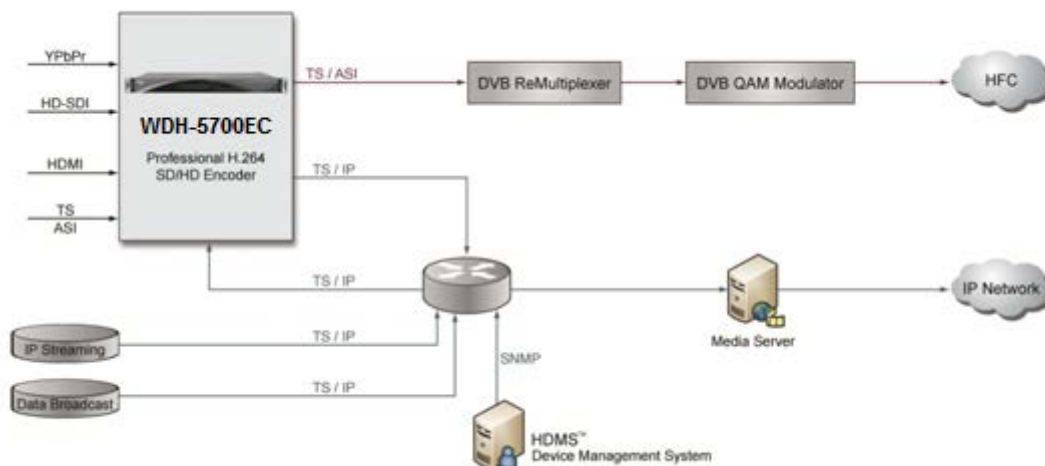 YPbPr
HD-SDI
HDMI
TS
ASI
WDH-5700EC
Professional H.264
SD/HD Encoder
TS / ASI
DVB ReMultiplexer
DVB QAM Modulator
HFC
TS / IP
TS / IP
IP Streaming
TS / IP
Data Broadcast
TS / IP
SNMP
Media Server
IP Network
HDMS™
Device Management System